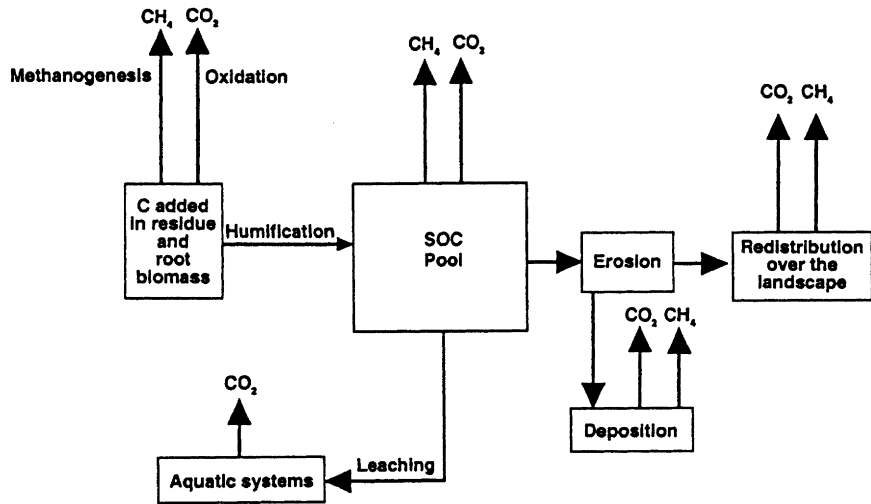 CH₄ CO₂
Methanogenesis Oxidation
CH₄ CO₂
CO₂ CH₄
C added
in residue
and
root
biomass
Humification
SOC
Pool
Erosion
Redistribution
over the
landscape
CO₂ CH₄
CO₂
Deposition
Leaching
Aquatic systems